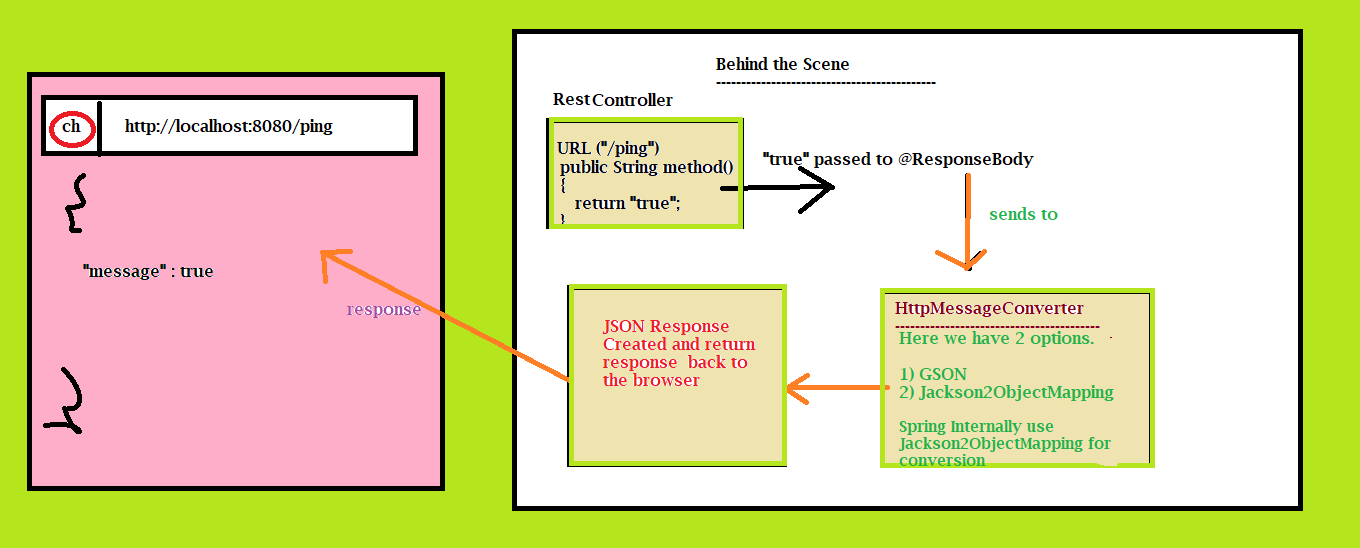 ch
http://localhost:8080/ping
{
"message" : true
}
response
Behind the Scene
--------------------------------------------
RestController
URL ("/ping")
public String method()
{
return "true";
}
"true" passed to @ResponseBody
sends to
HttpMessageConverter
-----------------------------------------
Here we have 2 options.
1) GSON
2) Jackson2ObjectMapping
Spring Internally use
Jackson2ObjectMapping for
conversion
JSON Response
Created and return
response back to
the browser